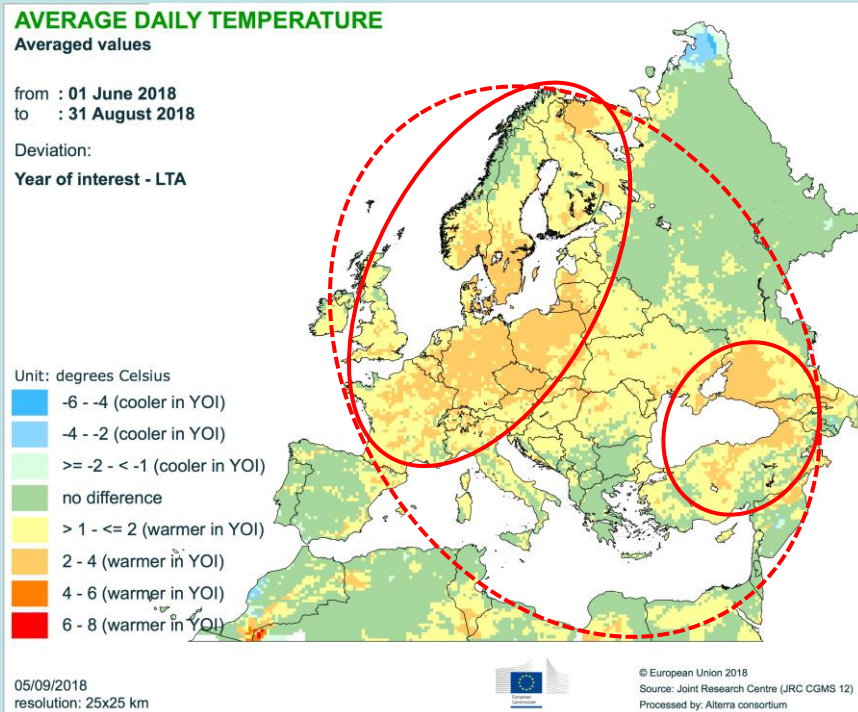 AVERAGE DAILY TEMPERATURE
Averaged values
from : 01 June 2018
to : 31 August 2018
Deviation:
Year of interest - LTA
Unit: degrees Celsius
-6 - -4 (cooler in YOI)
-4 - -2 (cooler in YOI)
>= -2 - < -1 (cooler in YOI)
no difference
> 1 - <= 2 (warmer in YOI)
2 - 4 (warmer in YOI)
4 - 6 (warmer in YOI)
6 - 8 (warmer in YOI)
05/09/2018
resolution: 25x25 km
European
Commission
© European Union 2018
Source: Joint Research Centre (JRC CGMS 12)
Processed by: Alterra consortium